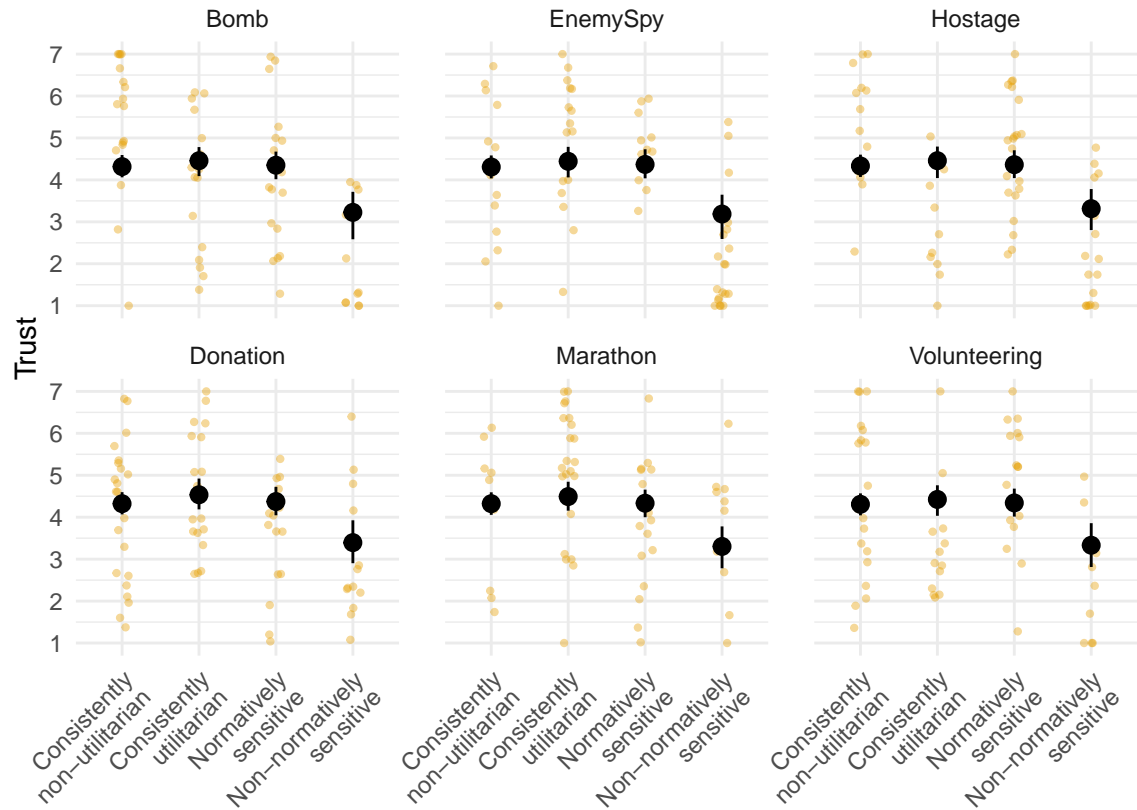 Bomb
EnemySpy
Hostage
7
6
5
4
3
2
1
Trust
Donation
Marathon
Volunteering
7
6
5
4
3
2
1
Consistently
non−utilitarian
Consistently
utilitarian
Normatively
sensitive
Non−normatively
sensitive
Consistently
non−utilitarian
Consistently
utilitarian
Normatively
sensitive
Non−normatively
sensitive
Consistently
non−utilitarian
Consistently
utilitarian
Normatively
sensitive
Non−normatively
sensitive